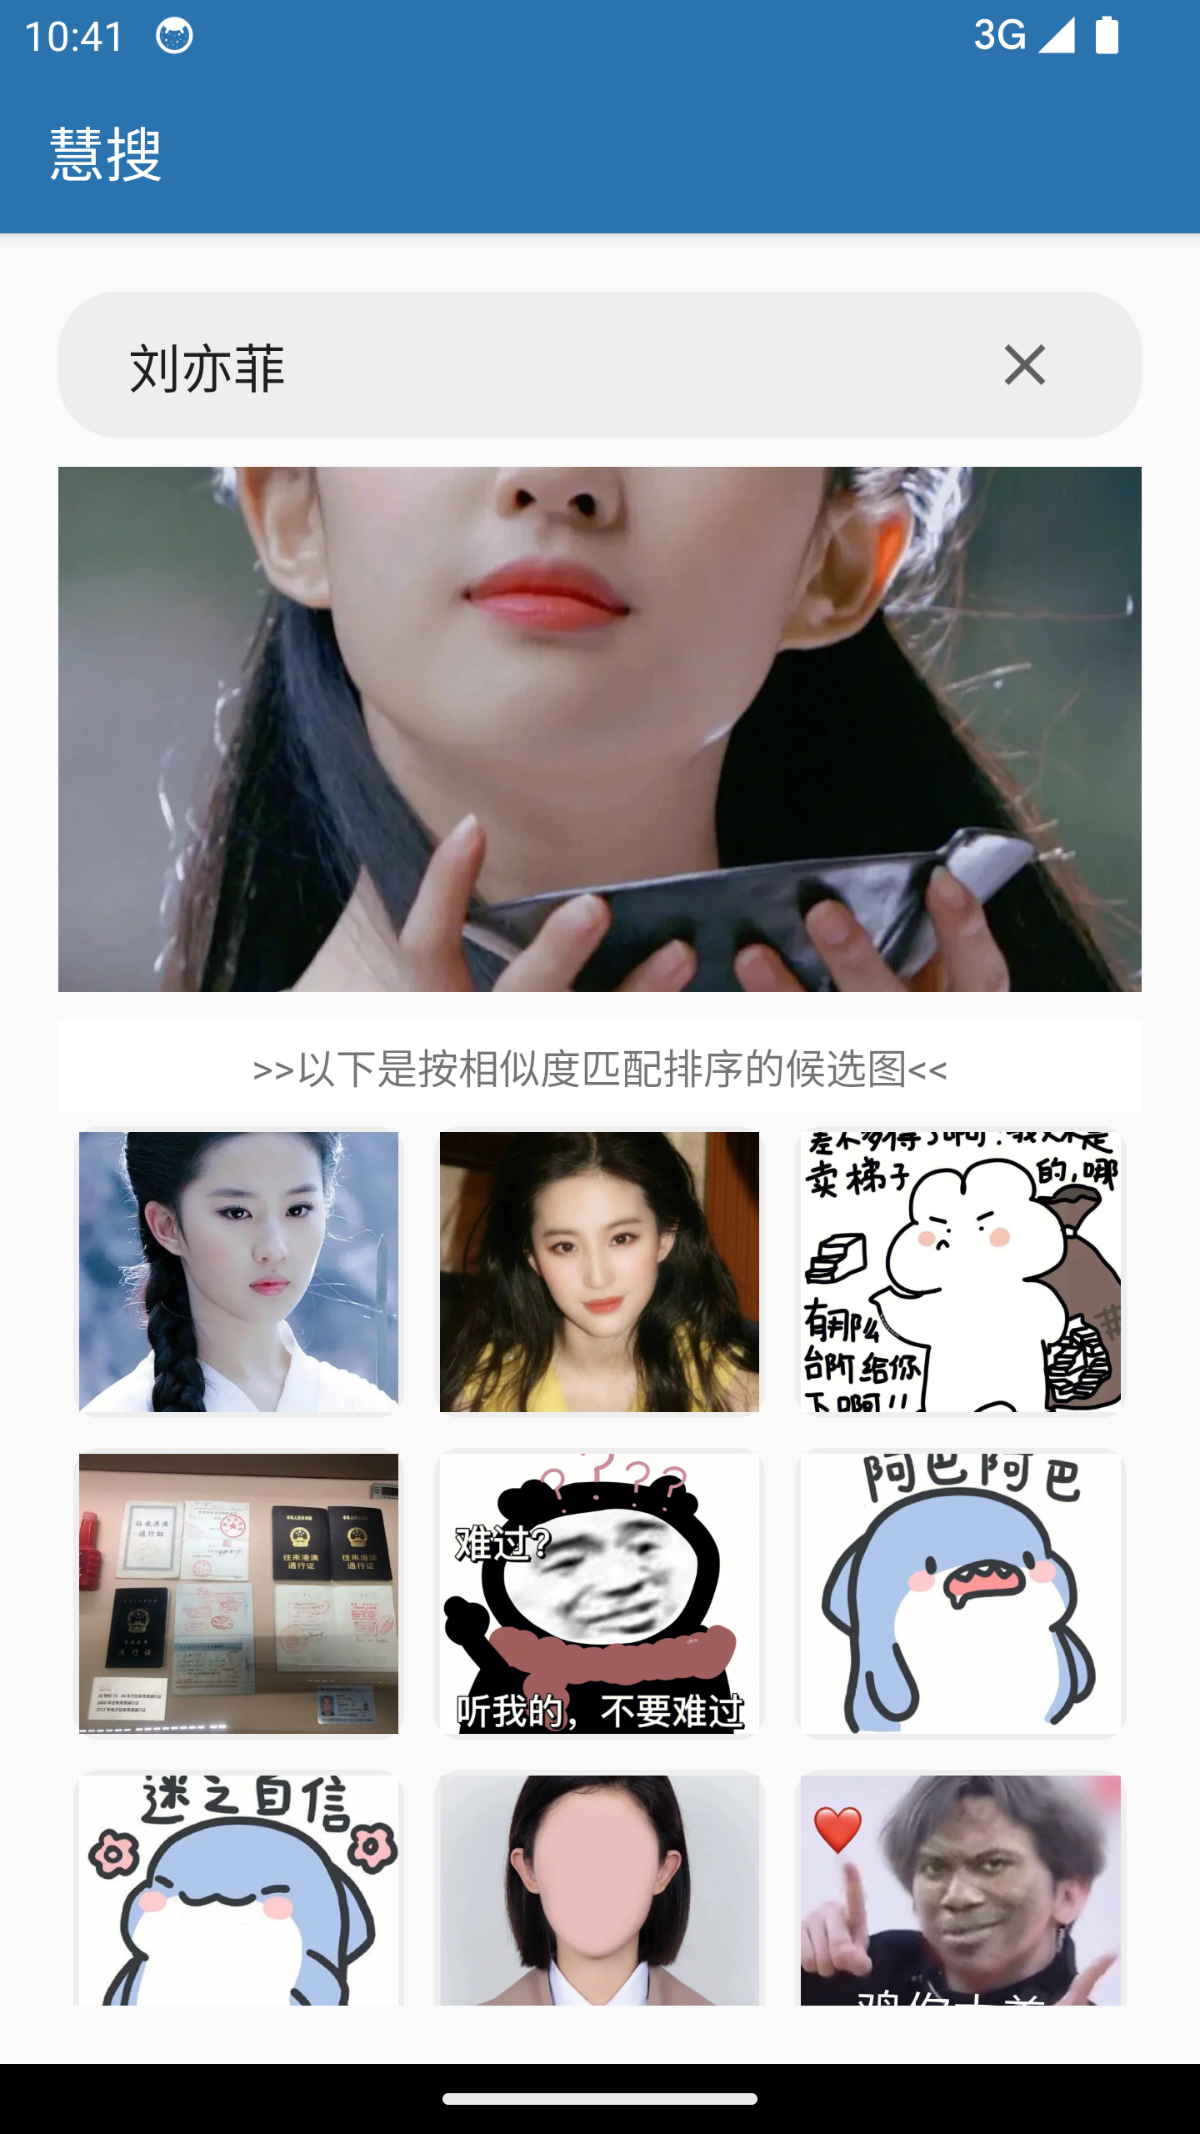 10:41
3G
慧搜
刘亦菲
>>以下是按相似度匹配排序的候选图<<
卖梯子
的,哪
有那么
台阶给你
下啊!!
往来港澳
通行证
往来港澳
通行证
????
难过?
听我的，不要难过
阿巴阿巴
迷之自信